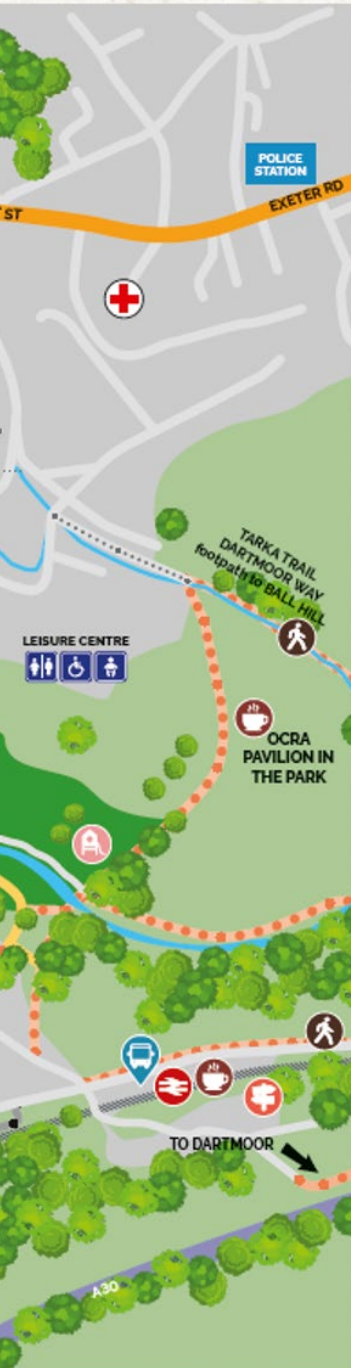 POLICE
STATION
ST
EXETER RD
TARKA TRAIL
DARTMOOR WAY
footpath to BALL HILL
LEISURE CENTRE
OCRA
PAVILION IN
THE PARK
TO DARTMOOR
A30